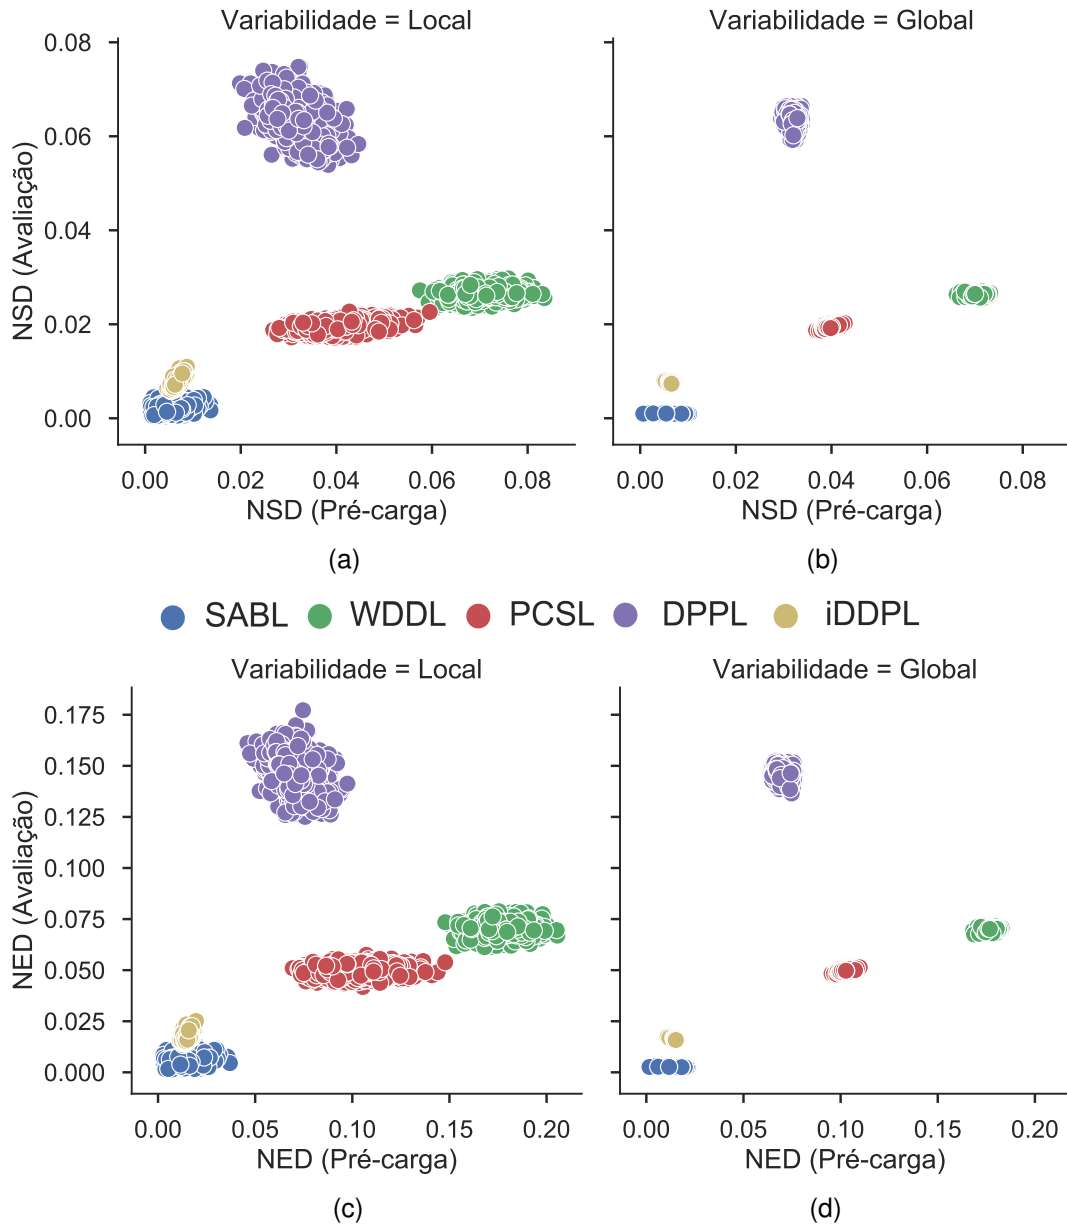 Variabilidade = Local
Variabilidade = Global
NSD (Avaliação)
0.08
0.06
0.04
0.02
0.00
0.00 0.02 0.04 0.06 0.08
0.00 0.02 0.04 0.06 0.08
NSD (Pré-carga)
NSD (Pré-carga)
(a)
(b)
SABL WDDL PCSL DPPL iDDPL
Variabilidade = Local
Variabilidade = Global
NED (Avaliação)
0.175
0.150
0.125
0.100
0.075
0.050
0.025
0.000
0.00 0.05 0.10 0.15 0.20
0.00 0.05 0.10 0.15 0.20
NED (Pré-carga)
NED (Pré-carga)
(c)
(d)